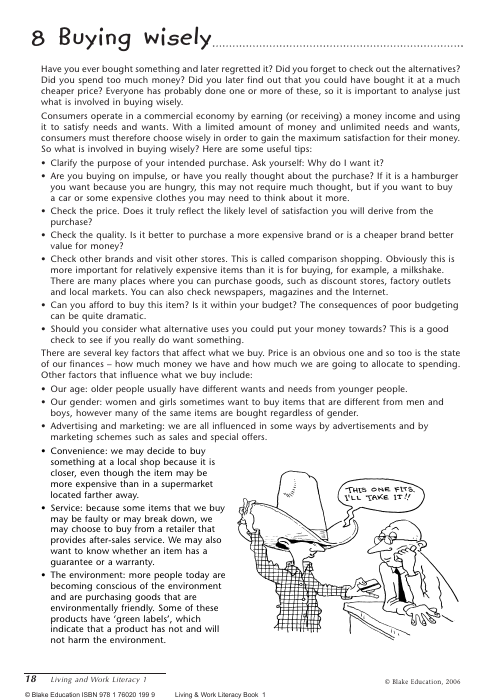 8 Buying wisely
Have you ever bought something and later regretted it? Did you forget to check out the alternatives?
Did you spend too much money? Did you later find out that you could have bought it at a much
cheaper price? Everyone has probably done one or more of these, so it is important to analyse just
what is involved in buying wisely.
Consumers operate in a commercial economy by earning (or receiving) a money income and using
it to satisfy needs and wants. With a limited amount of money and unlimited needs and wants,
consumers must therefore choose wisely in order to gain the maximum satisfaction for their money.
So what is involved in buying wisely? Here are some useful tips:
• Clarify the purpose of your intended purchase. Ask yourself: Why do I want it?
• Are you buying on impulse, or have you really thought about the purchase? If it is a hamburger
you want because you are hungry, this may not require much thought, but if you want to buy
a car or some expensive clothes you may need to think about it more.
• Check the price. Does it truly reflect the likely level of satisfaction you will derive from the
purchase?
• Check the quality. Is it better to purchase a more expensive brand or is a cheaper brand better
value for money?
• Check other brands and visit other stores. This is called comparison shopping. Obviously this is
more important for relatively expensive items than it is for buying, for example, a milkshake.
There are many places where you can purchase goods, such as discount stores, factory outlets
and local markets. You can also check newspapers, magazines and the Internet.
• Can you afford to buy this item? Is it within your budget? The consequences of poor budgeting
can be quite dramatic.
• Should you consider what alternative uses you could put your money towards? This is a good
check to see if you really do want something.
There are several key factors that affect what we buy. Price is an obvious one and so too is the state
of our finances – how much money we have and how much we are going to allocate to spending.
Other factors that influence what we buy include:
• Our age: older people usually have different wants and needs from younger people.
• Our gender: women and girls sometimes want to buy items that are different from men and
boys, however many of the same items are bought regardless of gender.
• Advertising and marketing: we are all influenced in some ways by advertisements and by
marketing schemes such as sales and special offers.
• Convenience: we may decide to buy
something at a local shop because it is
closer, even though the item may be
more expensive than in a supermarket
located farther away.
• Service: because some items that we buy
may be faulty or may break down, we
may choose to buy from a retailer that
provides after-sales service. We may also
want to know whether an item has a
guarantee or a warranty.
• The environment: more people today are
becoming conscious of the environment
and are purchasing goods that are
environmentally friendly. Some of these
products have 'green labels', which
indicate that a product has not and will
not harm the environment.
THIS ONE FITS.
I'LL TAKE IT!!
18 Living and Work Literacy 1
© Blake Education, 2006
© Blake Education ISBN 978 1 76020 199 9 Living & Work Literacy Book 1